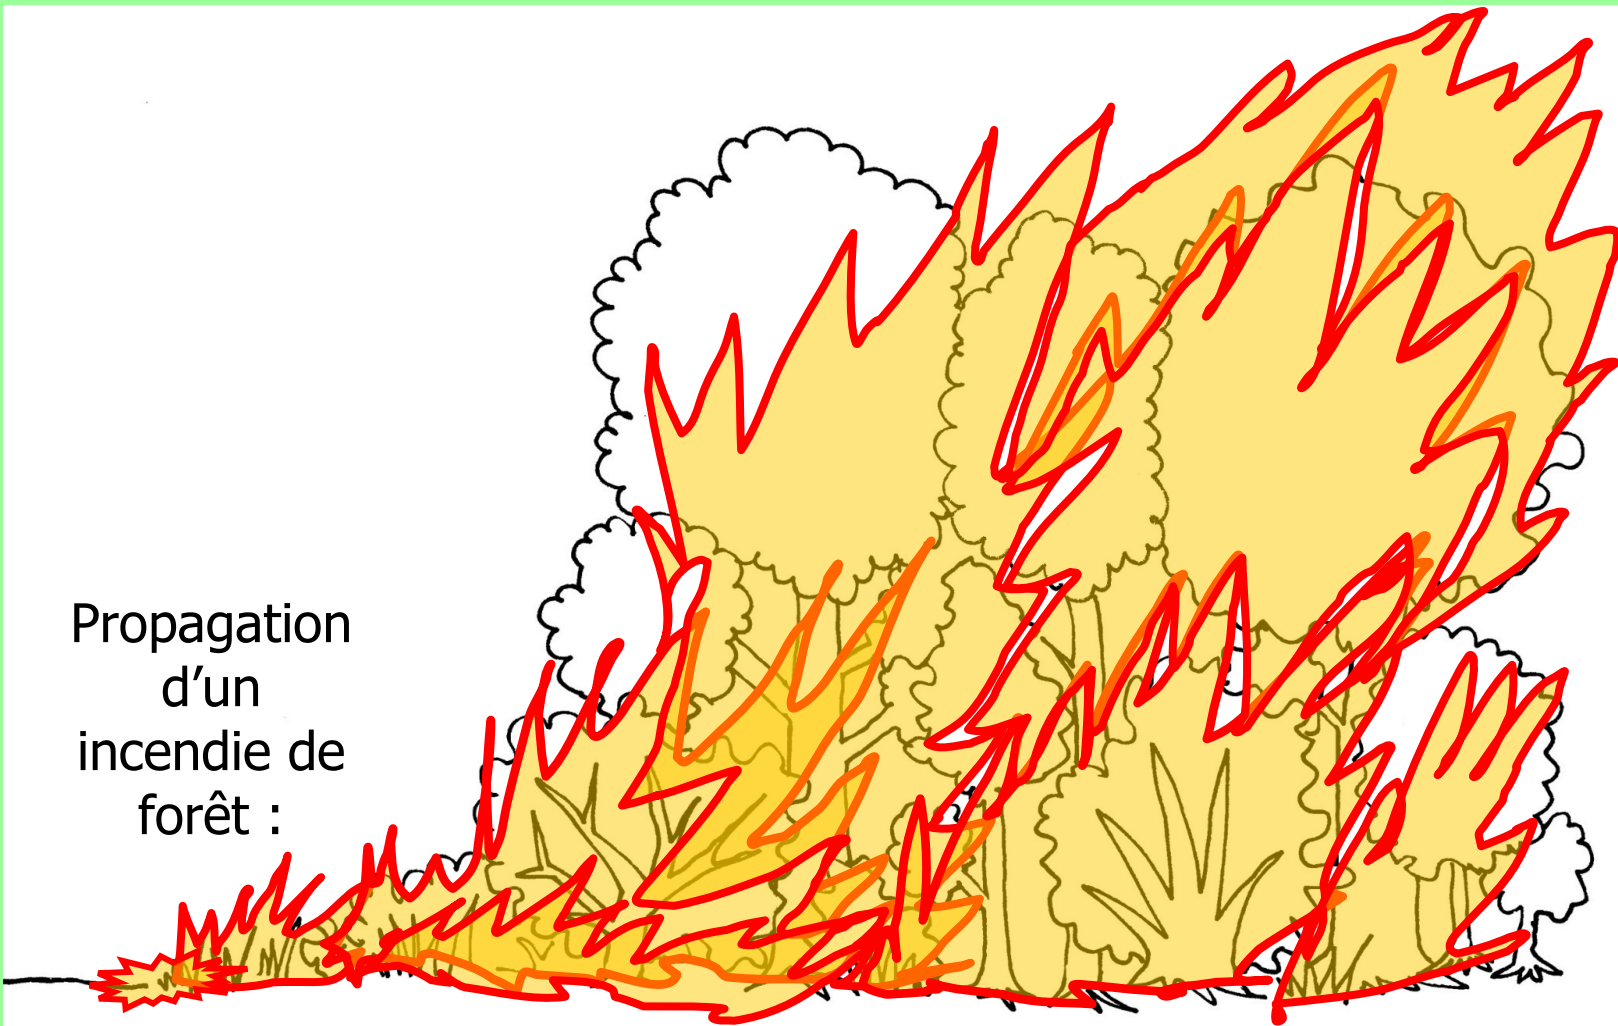 Propagation
d’un
incendie de
forêt :